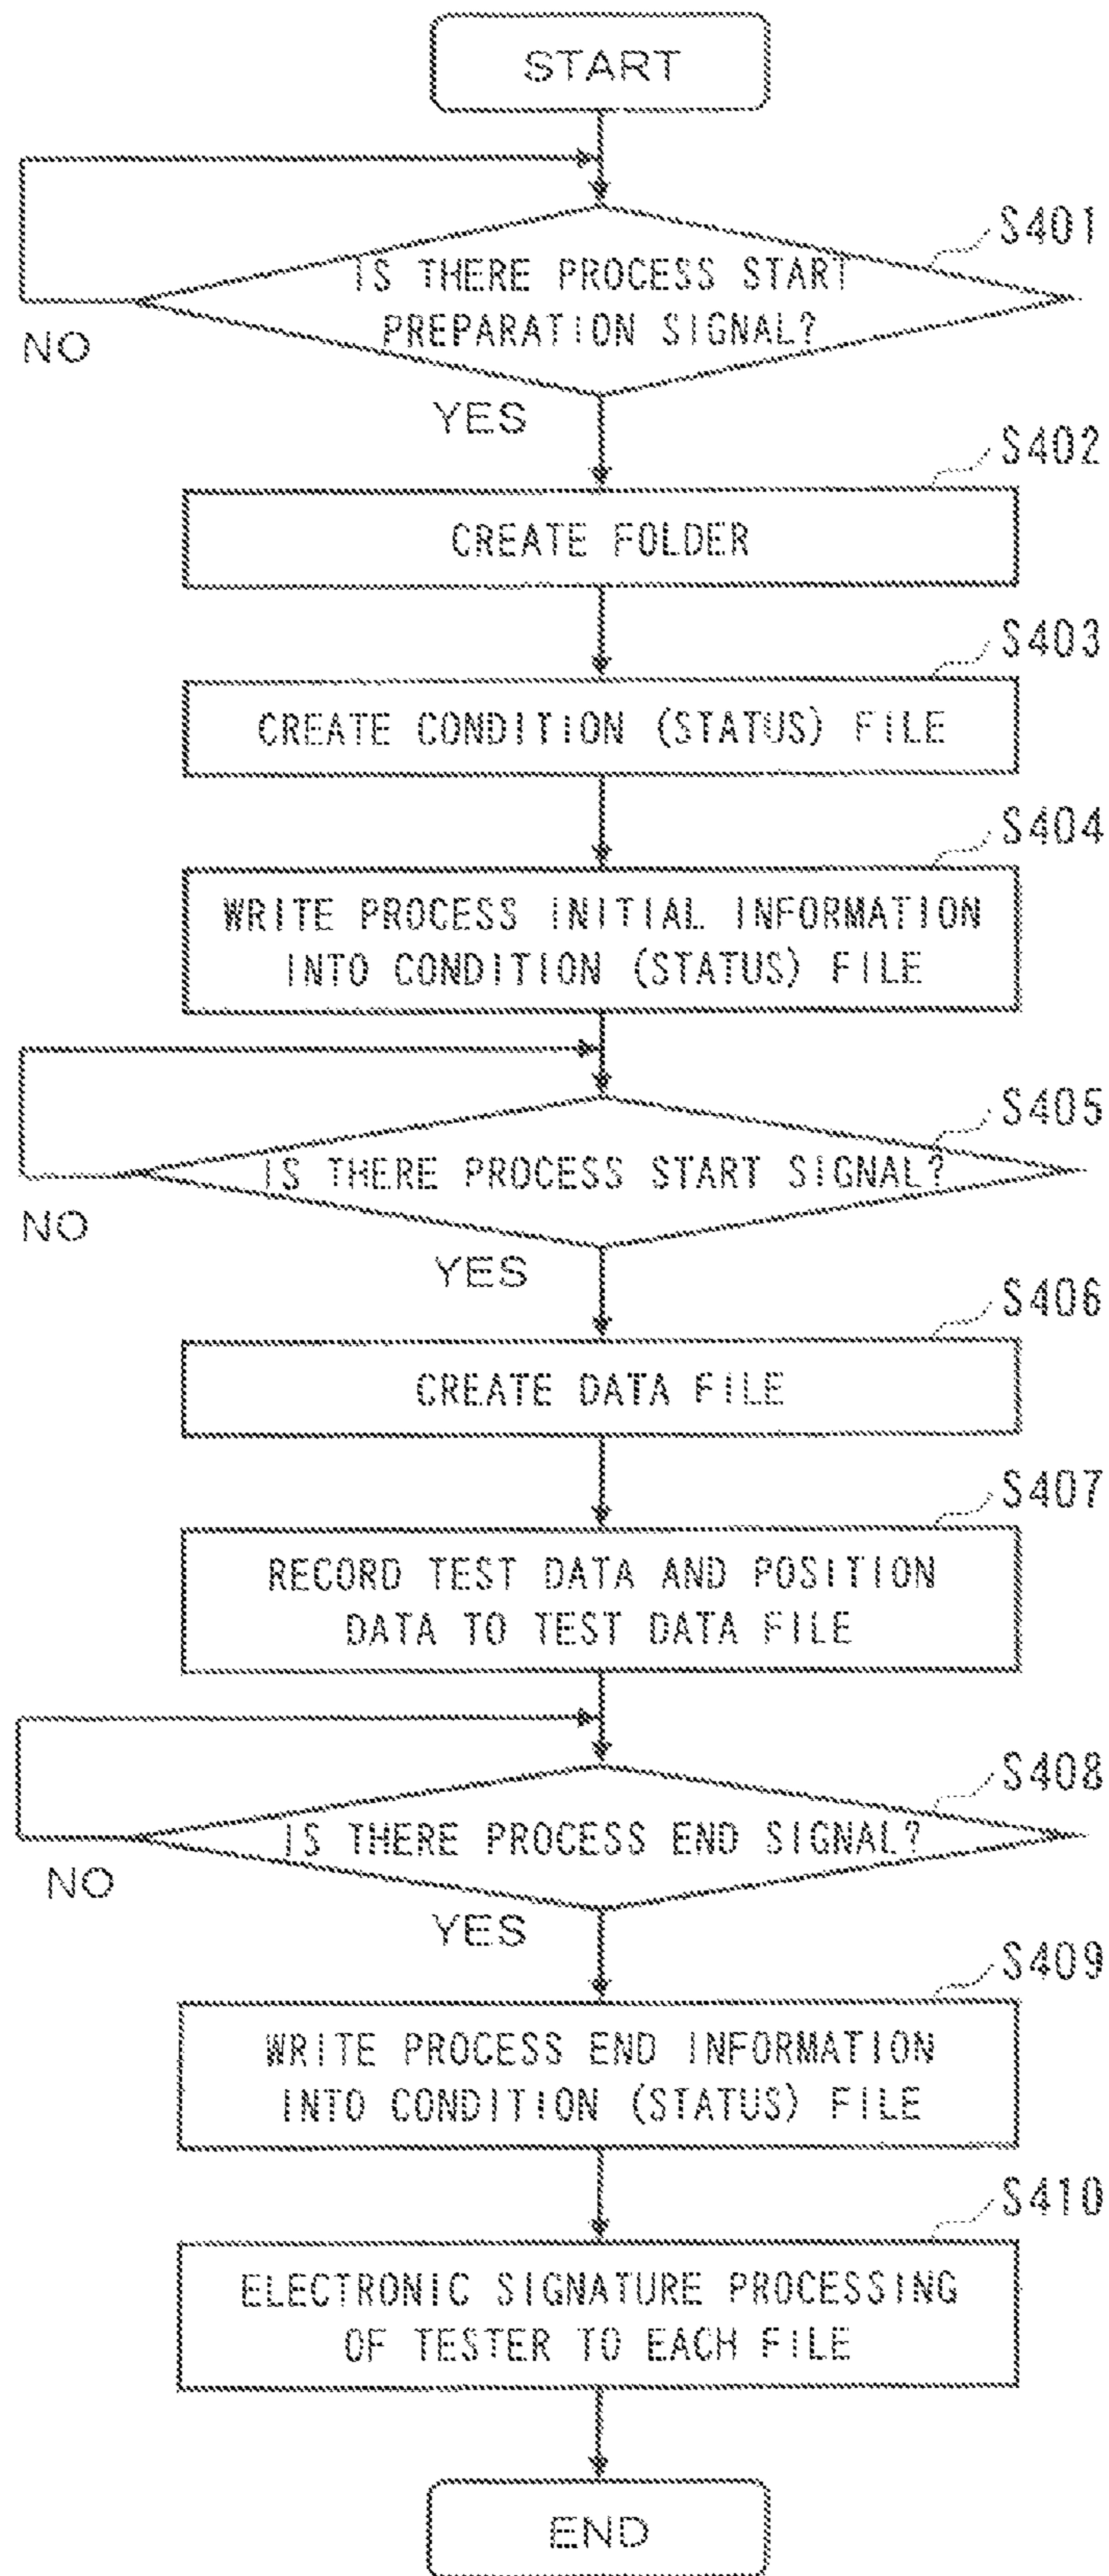 START
S401
IS THERE PROCESS START
PREPARATION SIGNAL?
NO
YES
S402
CREATE FOLDER
S403
CREATE CONDITION (STATUS) FILE
S404
WRITE PROCESS INITIAL INFORMATION
INTO CONDITION (STATUS) FILE
S405
IS THERE PROCESS START SIGNAL?
NO
YES
S406
CREATE DATA FILE
S407
RECORD TEST DATA AND POSITION
DATA TO TEST DATA FILE
S408
IS THERE PROCESS END SIGNAL?
NO
YES
S409
WRITE PROCESS END INFORMATION
INTO CONDITION (STATUS) FILE
S410
ELECTRONIC SIGNATURE PROCESSING
OF TESTER TO EACH FILE
END